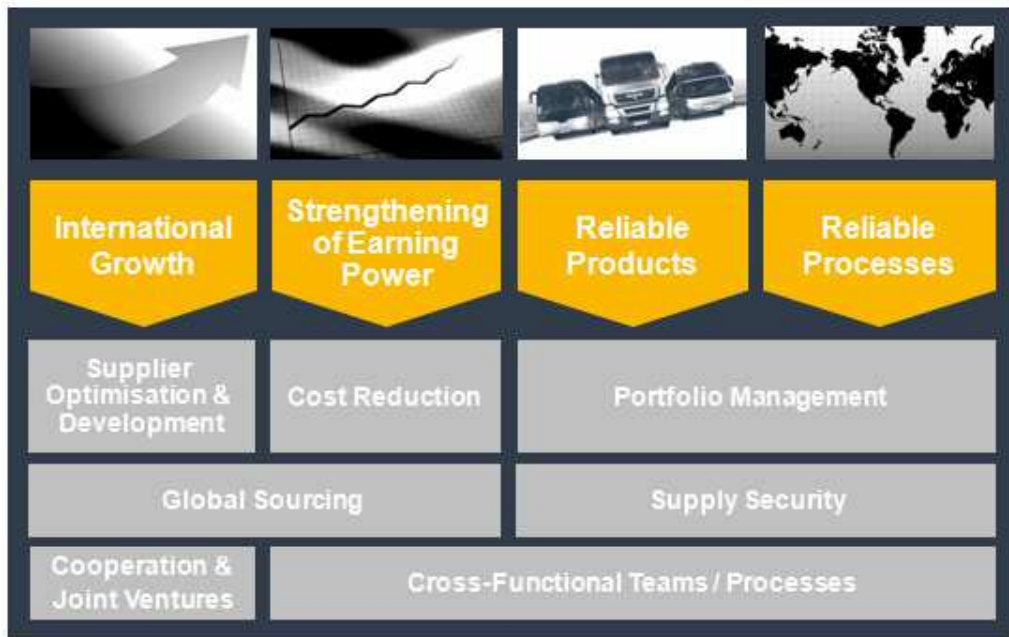 International
Growth
Strengthening
of Earning
Power
Reliable
Products
Reliable
Processes
Supplier
Optimisation &
Development
Cost Reduction
Portfolio Management
Global Sourcing
Supply Security
Cooperation &
Joint Ventures
Cross-Functional Teams / Processes